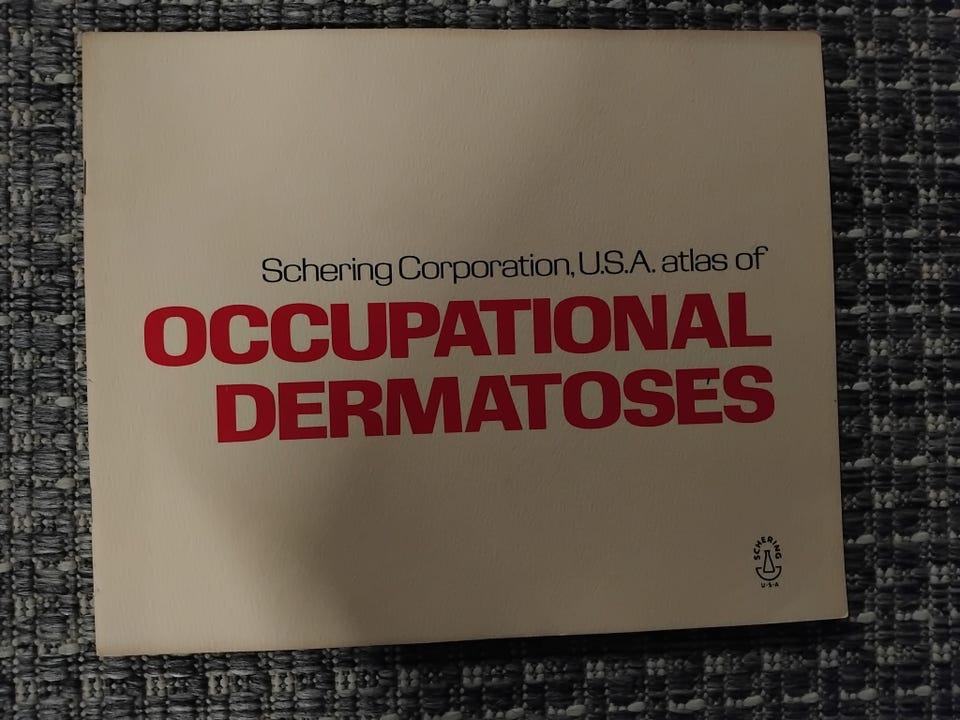 Schering Corporation, U.S.A. atlas of
OCCUPATIONAL
DERMATOSES
SCHERING
U·S·A